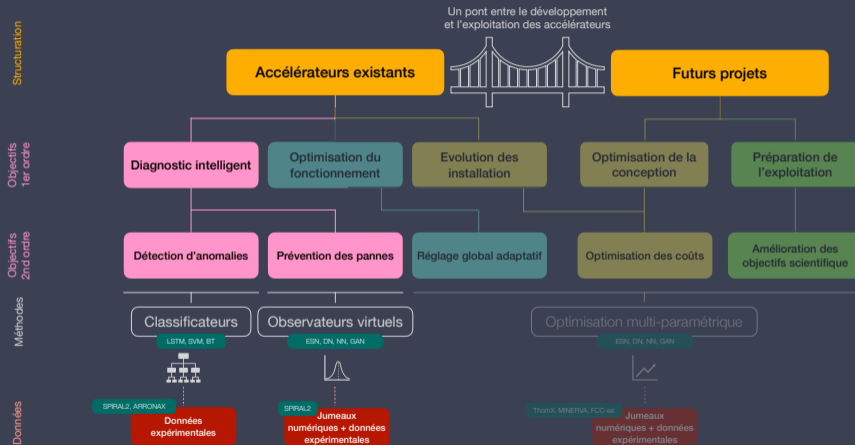 Un pont entre le développement
et l'exploitation des accélérateurs
Structuration
Accélérateurs existants
Futurs projets
Objectifs
1er ordre
Diagnostic intelligent
Optimisation du
fonctionnement
Evolution des
installation
Optimisation de la
conception
Préparation de
l'exploitation
Objectifs
2nd ordre
Détection d'anomalies
Prévention des pannes
Réglage global adaptatif
Optimisation des coûts
Amélioration des
objectifs scientifique
Méthodes
Classificateurs
Observateurs virtuels
Optimisation multi-paramétrique
LSTM, SVM, BT
ESN, DN, NN, GAN
ESN, DN, NN, GAN
Données
SPIRAL2, ARRONAX
Données
expérimentales
SPIRAL2
Jumeaux
numériques + données
expérimentales
ThomX, MINERVA, FCC-ee
Jumeaux
numériques + données
expérimentales